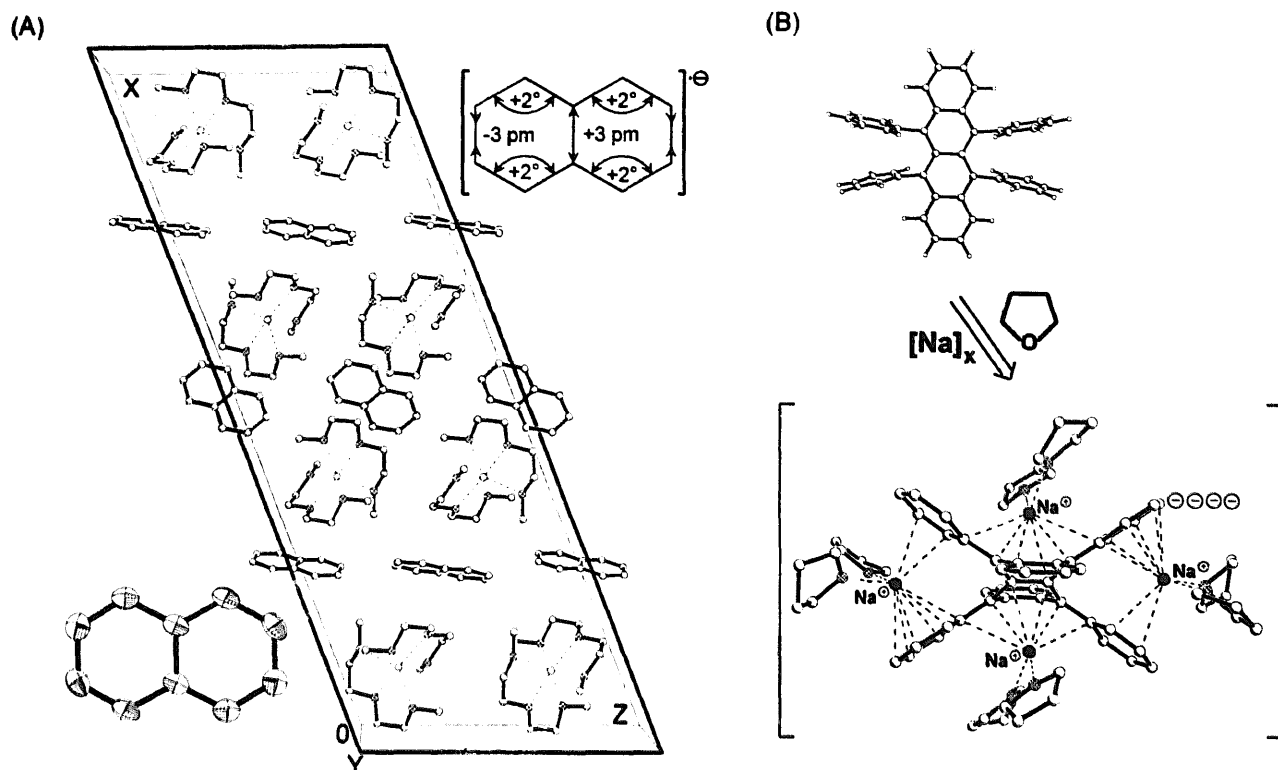 (A)
(B)
X
+2° +2°
-3 pm +3 pm
+2° +2°
·⊖
O
[Na]x
Na⊕
⊖⊖⊖⊖
Na⊕
Na⊕
Na⊕
Z
0
Y